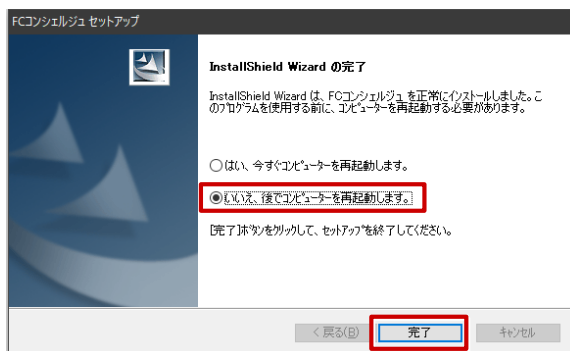 FCコンシェルジュ セットアップ
InstallShield Wizard の完了
InstallShield Wizard は、FCコンシェルジュ を正常にインストールしました。こ
のプログラムを使用する前に、コンピューターを再起動する必要があります。
はい、今すぐコンピューターを再起動します。
いいえ、後でコンピューターを再起動します。
[完了]ボタンをクリックして、セットアップを終了してください。
< 戻る(B) 完了 キャンセル